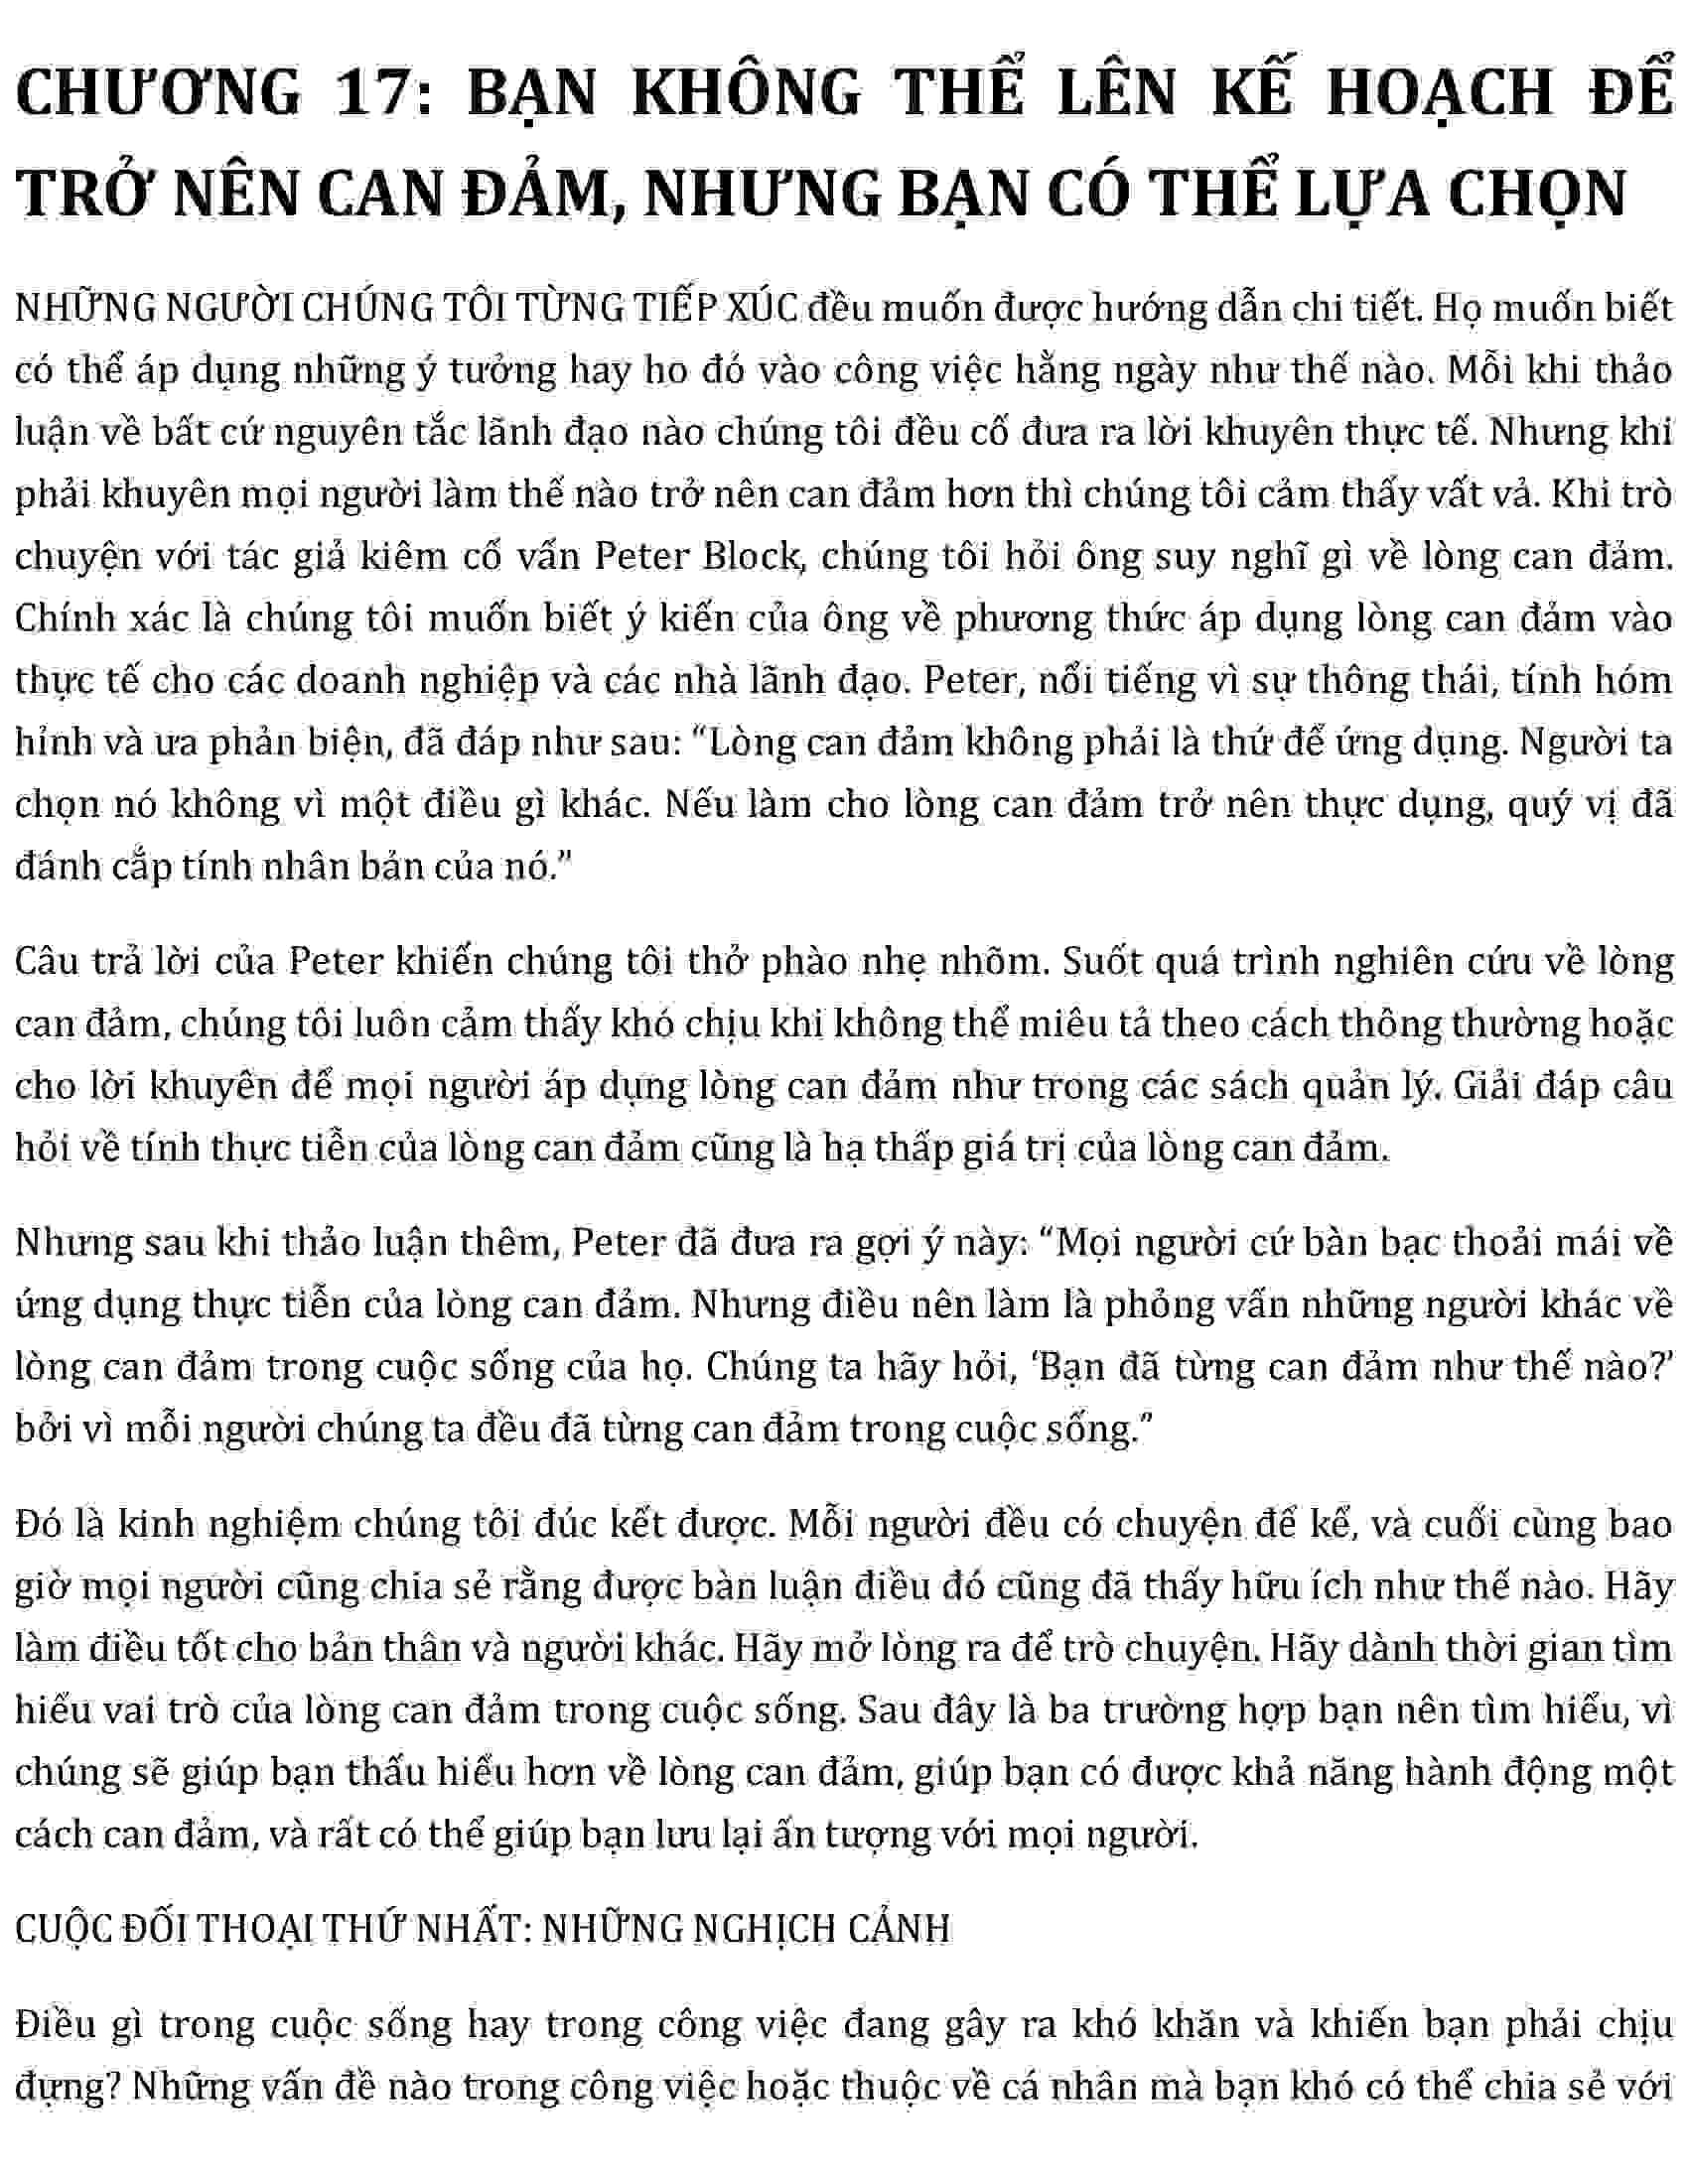 CHƯƠNG 17: BẠN KHÔNG THỂ LÊN KẾ HOẠCH ĐỂ
TRỞ NÊN CAN ĐẢM, NHƯNG BẠN CÓ THỂ LỰA CHỌN
NHỮNG NGƯỜI CHÚNG TÔI TỪNG TIẾP XÚC đều muốn được hướng dẫn chi tiết. Họ muốn biết
có thể áp dụng những ý tưởng hay ho đó vào công việc hằng ngày như thế nào. Mỗi khi thảo
luận về bất cứ nguyên tắc lãnh đạo nào chúng tôi đều cố đưa ra lời khuyên thực tế. Nhưng khi
phải khuyên mọi người làm thế nào trở nên can đảm hơn thì chúng tôi cảm thấy vất vả. Khi trò
chuyện với tác giả kiêm cố vấn Peter Block, chúng tôi hỏi ông suy nghĩ gì về lòng can đảm.
Chính xác là chúng tôi muốn biết ý kiến của ông về phương thức áp dụng lòng can đảm vào
thực tế cho các doanh nghiệp và các nhà lãnh đạo. Peter, nổi tiếng vì sự thông thái, tính hóm
hỉnh và ưa phản biện, đã đáp như sau: “Lòng can đảm không phải là thứ để ứng dụng. Người ta
chọn nó không vì một điều gì khác. Nếu làm cho lòng can đảm trở nên thực dụng, quý vị đã
đánh cắp tính nhân bản của nó.”
Câu trả lời của Peter khiến chúng tôi thở phào nhẹ nhõm. Suốt quá trình nghiên cứu về lòng
can đảm, chúng tôi luôn cảm thấy khó chịu khi không thể miêu tả theo cách thông thường hoặc
cho lời khuyên để mọi người áp dụng lòng can đảm như trong các sách quản lý. Giải đáp câu
hỏi về tính thực tiễn của lòng can đảm cũng là hạ thấp giá trị của lòng can đảm.
Nhưng sau khi thảo luận thêm, Peter đã đưa ra gợi ý này: “Mọi người cứ bàn bạc thoải mái về
ứng dụng thực tiễn của lòng can đảm. Nhưng điều nên làm là phỏng vấn những người khác về
lòng can đảm trong cuộc sống của họ. Chúng ta hãy hỏi, ‘Bạn đã từng can đảm như thế nào?’
bởi vì mỗi người chúng ta đều đã từng can đảm trong cuộc sống.”
Đó là kinh nghiệm chúng tôi đúc kết được. Mỗi người đều có chuyện để kể, và cuối cùng bao
giờ mọi người cũng chia sẻ rằng được bàn luận điều đó cũng đã thấy hữu ích như thế nào. Hãy
làm điều tốt cho bản thân và người khác. Hãy mở lòng ra để trò chuyện. Hãy dành thời gian tìm
hiểu vai trò của lòng can đảm trong cuộc sống. Sau đây là ba trường hợp bạn nên tìm hiểu, vì
chúng sẽ giúp bạn thấu hiểu hơn về lòng can đảm, giúp bạn có được khả năng hành động một
cách can đảm, và rất có thể giúp bạn lưu lại ấn tượng với mọi người.
CUỘC ĐỐI THOẠI THỨ NHẤT: NHỮNG NGHỊCH CẢNH
Điều gì trong cuộc sống hay trong công việc đang gây ra khó khăn và khiến bạn phải chịu
đựng? Những vấn đề nào trong công việc hoặc thuộc về cá nhân mà bạn khó có thể chia sẻ với